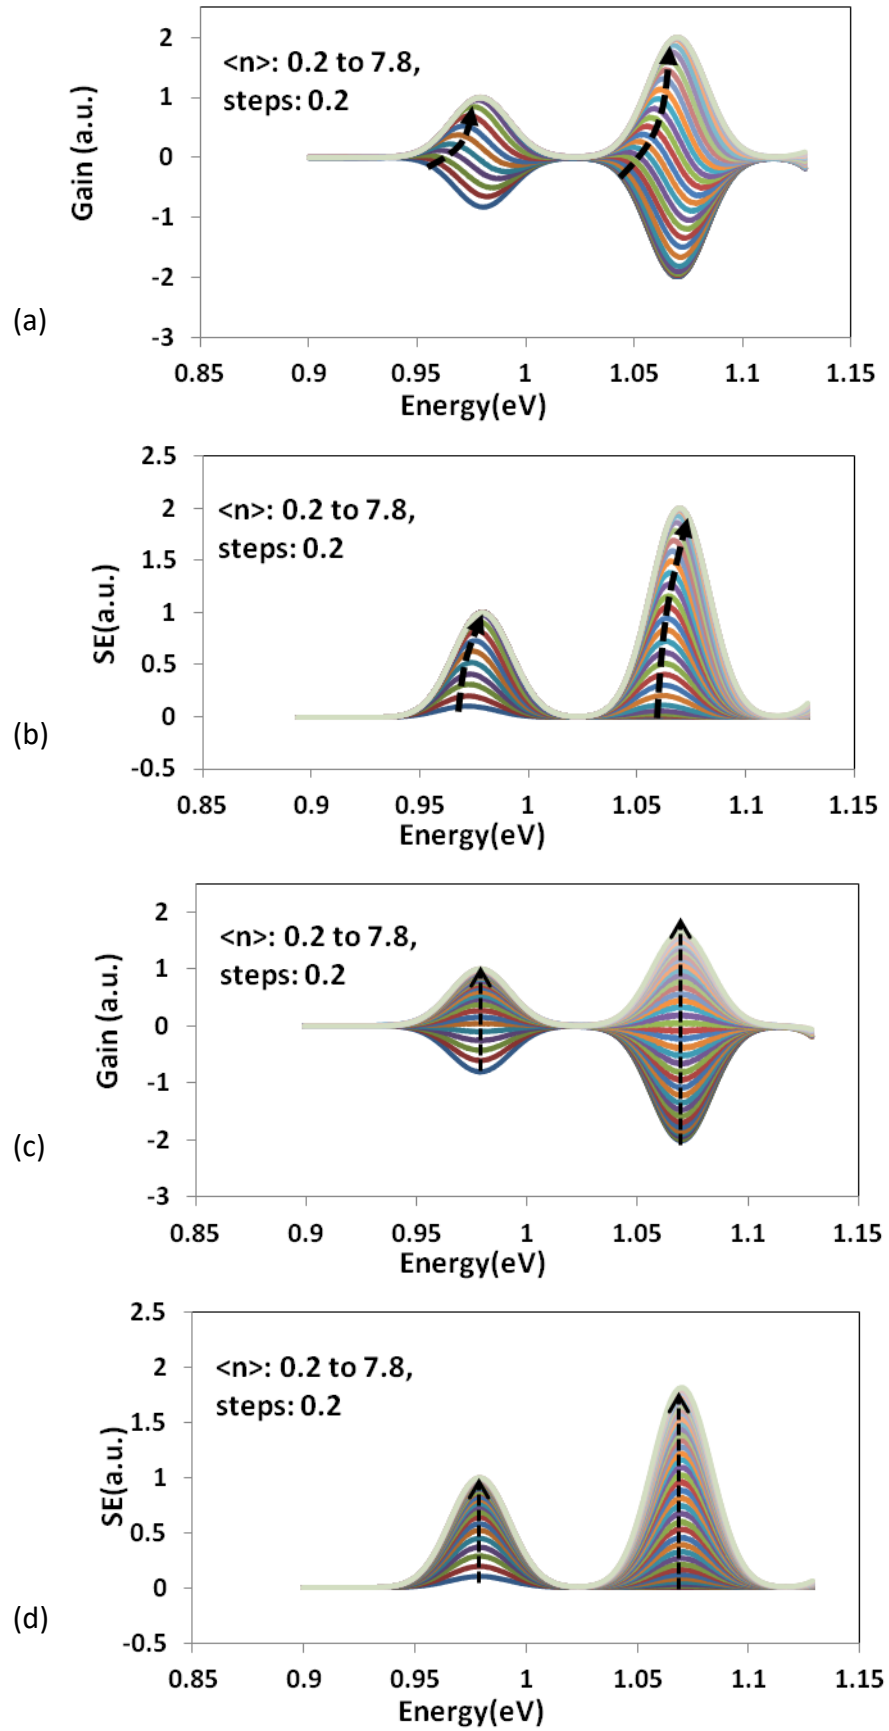 2
<n>: 0.2 to 7.8,
steps: 0.2
1
0
-1
-2
-3
Gain (a.u.)
(a)
0.85 0.9 0.95 1 1.05 1.1 1.15
Energy(eV)
2.5
<n>: 0.2 to 7.8,
steps: 0.2
2
1.5
1
0.5
0
-0.5
SE(a.u.)
(b)
0.85 0.9 0.95 1 1.05 1.1 1.15
Energy(eV)
2
<n>: 0.2 to 7.8,
steps: 0.2
1
0
-1
-2
-3
Gain (a.u.)
(c)
0.85 0.9 0.95 1 1.05 1.1 1.15
Energy(eV)
2.5
<n>: 0.2 to 7.8,
steps: 0.2
2
1.5
1
0.5
0
-0.5
SE(a.u.)
(d)
0.85 0.9 0.95 1 1.05 1.1 1.15
Energy(eV)